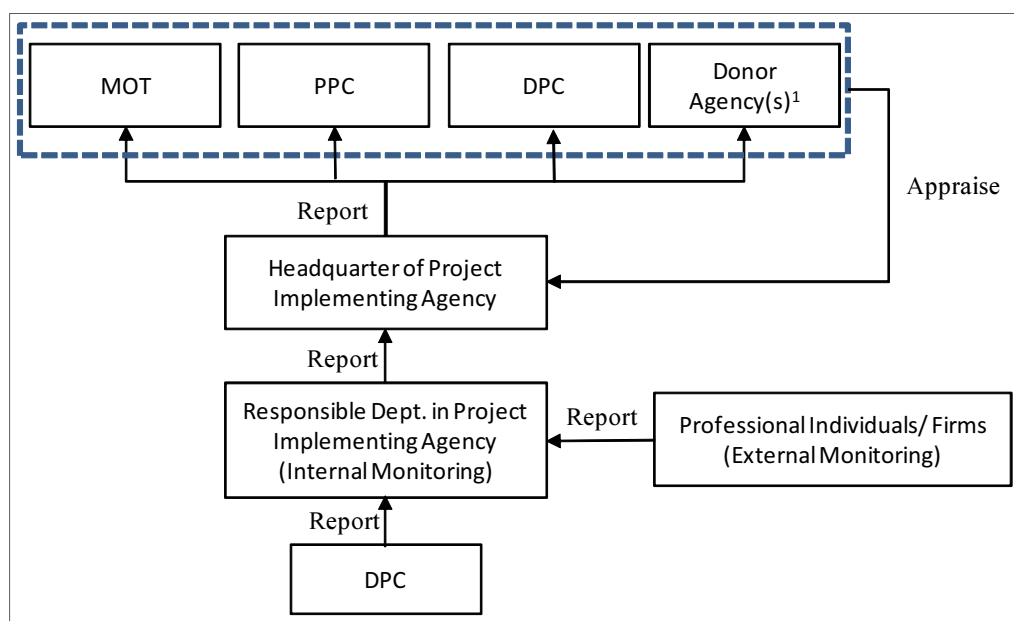 MOT
PPC
DPC
Donor
Agency(s)¹
Appraise
Report
Headquarter of Project
Implementing Agency
Report
Responsible Dept. in Project
Implementing Agency
(Internal Monitoring)
Report
Professional Individuals/ Firms
(External Monitoring)
Report
DPC